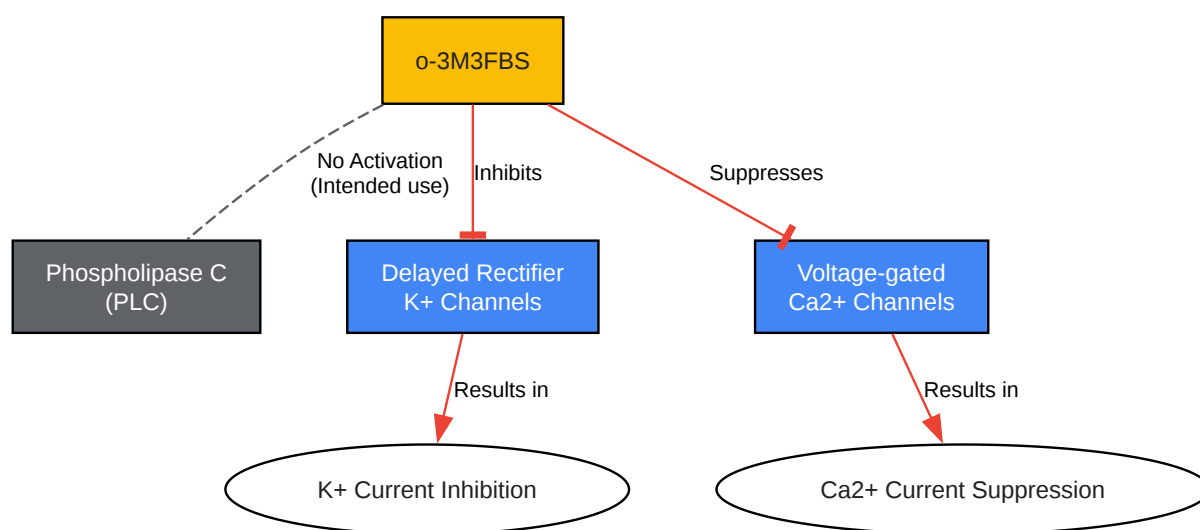 o-3M3FBS
No Activation
(Intended use)
Inhibits
Suppresses
Phospholipase C
(PLC)
Delayed Rectifier
K+ Channels
Voltage-gated
Ca2+ Channels
Results in
Results in
K+ Current Inhibition
Ca2+ Current Suppression